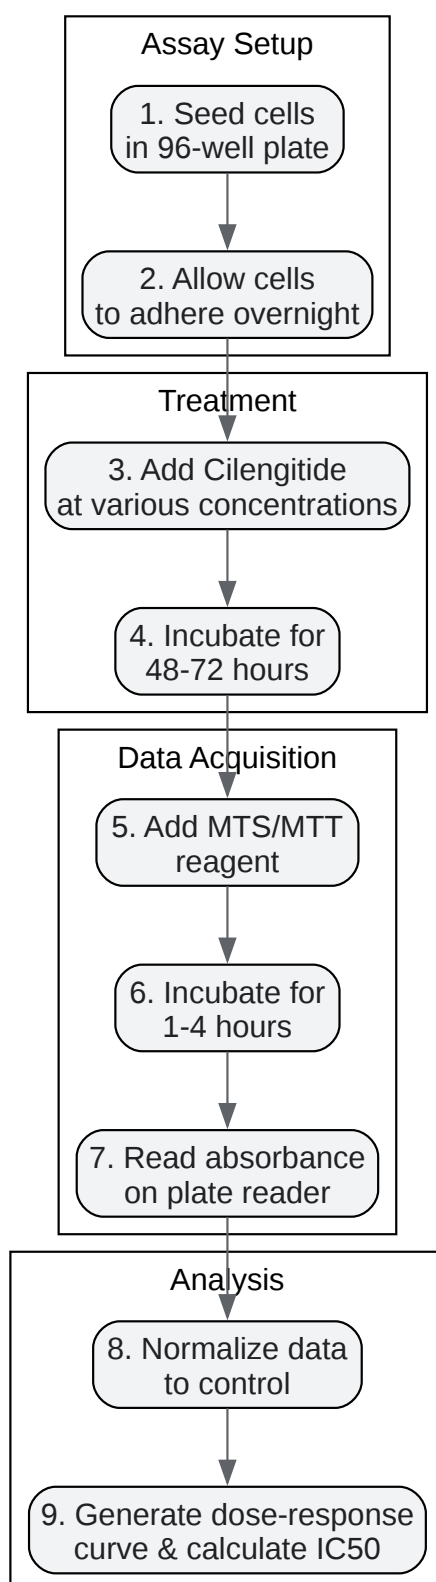 Assay Setup
1. Seed cells
in 96-well plate
2. Allow cells
to adhere overnight
Treatment
3. Add Cilengitide
at various concentrations
4. Incubate for
48-72 hours
Data Acquisition
5. Add MTS/MTT
reagent
6. Incubate for
1-4 hours
7. Read absorbance
on plate reader
Analysis
8. Normalize data
to control
9. Generate dose-response
curve & calculate IC50